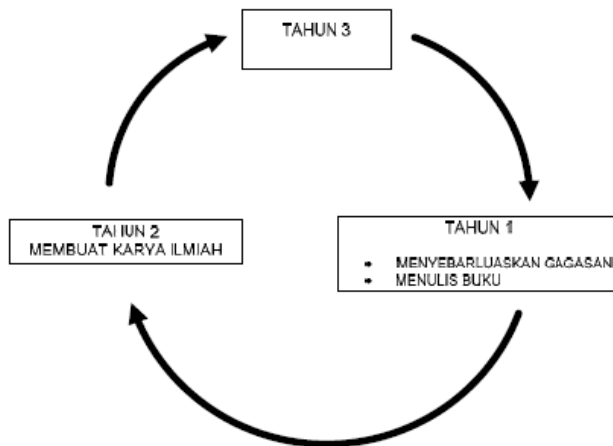 TAHUN 3
TAHUN 2
MEMBUAT KARYA ILMIAH
TAHUN 1
MENYEBARLUASKAN GAGASAN
MENULIS BUKU